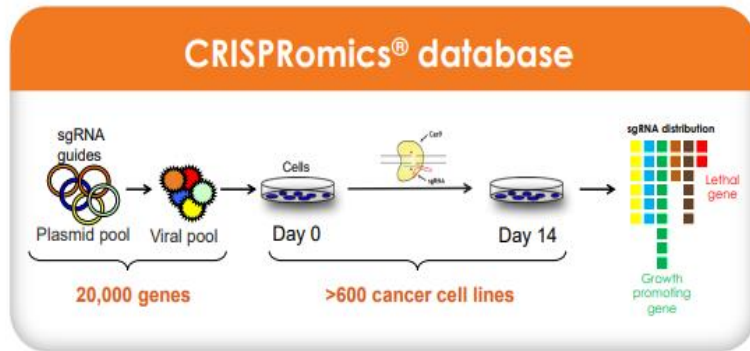 CRISPRomics® database
sgRNA
guides
Plasmid pool
Viral pool
Cells
Day 0
Cas9
sgRNA
Day 14
sgRNA distribution
Lethal
gene
Growth
promoting
gene
20,000 genes
>600 cancer cell lines